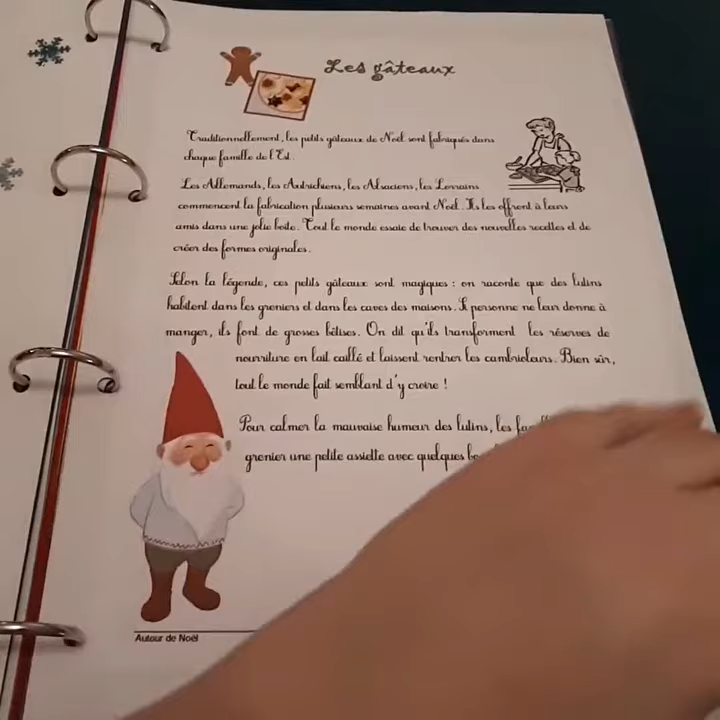 Les gâteaux
Traditionnellement, les petits gâteaux de Noël sont fabriqués dans
chaque famille de l'Est.
Les Allemands, les Autrichiens, les Alsaciens, les Lorrains
commencent la fabrication plusieurs semaines avant Noël. Ils les offrent à leurs
amis dans une jolie boîte. Tout le monde essaie de trouver des nouvelles recettes et de
créer des formes originales.
Selon la légende, ces petits gâteaux sont magiques : on raconte que des lutins
habitent dans les greniers et dans les caves des maisons. Si personne ne leur donne à
manger, ils font de grosses bêtises. On dit qu'ils transforment les réserves de
nourriture en lait caillé et laissent rentrer les cambrioleurs. Bien sûr,
tout le monde fait semblant d'y croire !
Pour calmer la mauvaise humeur des lutins, les
grenier une petite assiette avec quelques
Autour de Noël